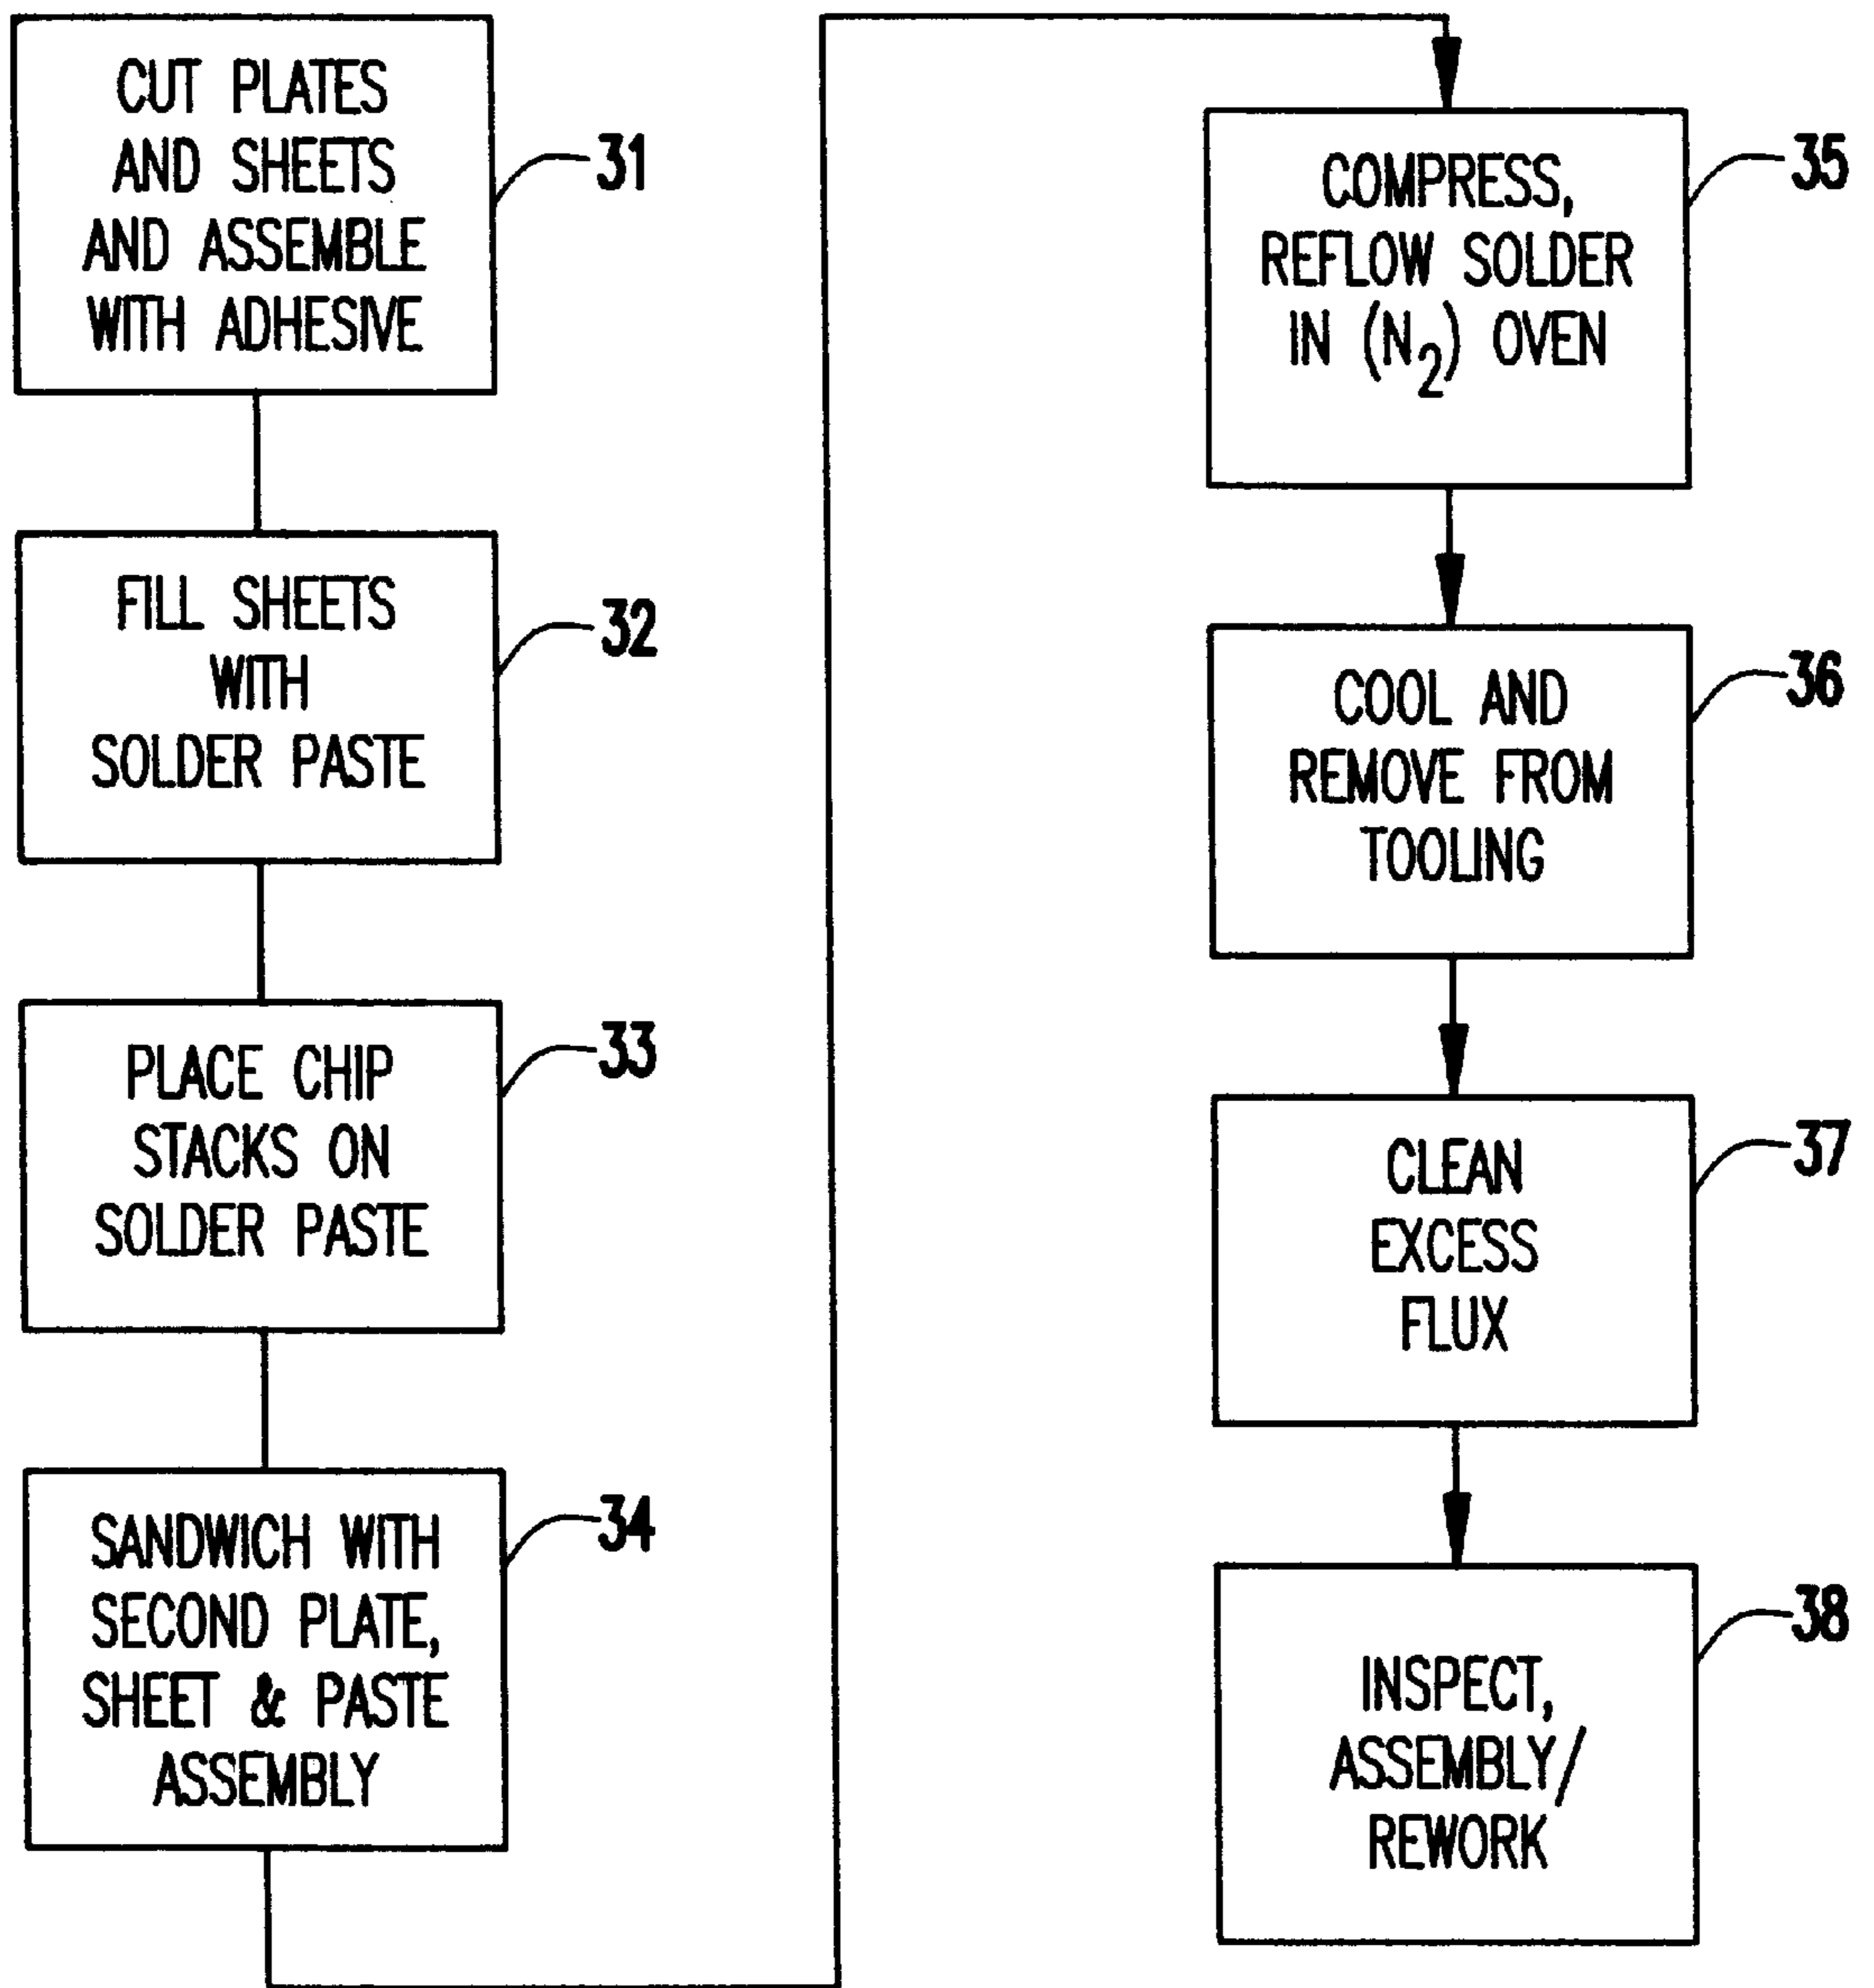 CUT PLATES
AND SHEETS
AND ASSEMBLE
WITH ADHESIVE
31
FILL SHEETS
WITH
SOLDER PASTE
32
PLACE CHIP
STACKS ON
SOLDER PASTE
33
SANDWICH WITH
SECOND PLATE,
SHEET & PASTE
ASSEMBLY
34
COMPRESS,
REFLOW SOLDER
IN (N₂) OVEN
35
COOL AND
REMOVE FROM
TOOLING
36
CLEAN
EXCESS
FLUX
37
INSPECT,
ASSEMBLY/
REWORK
38